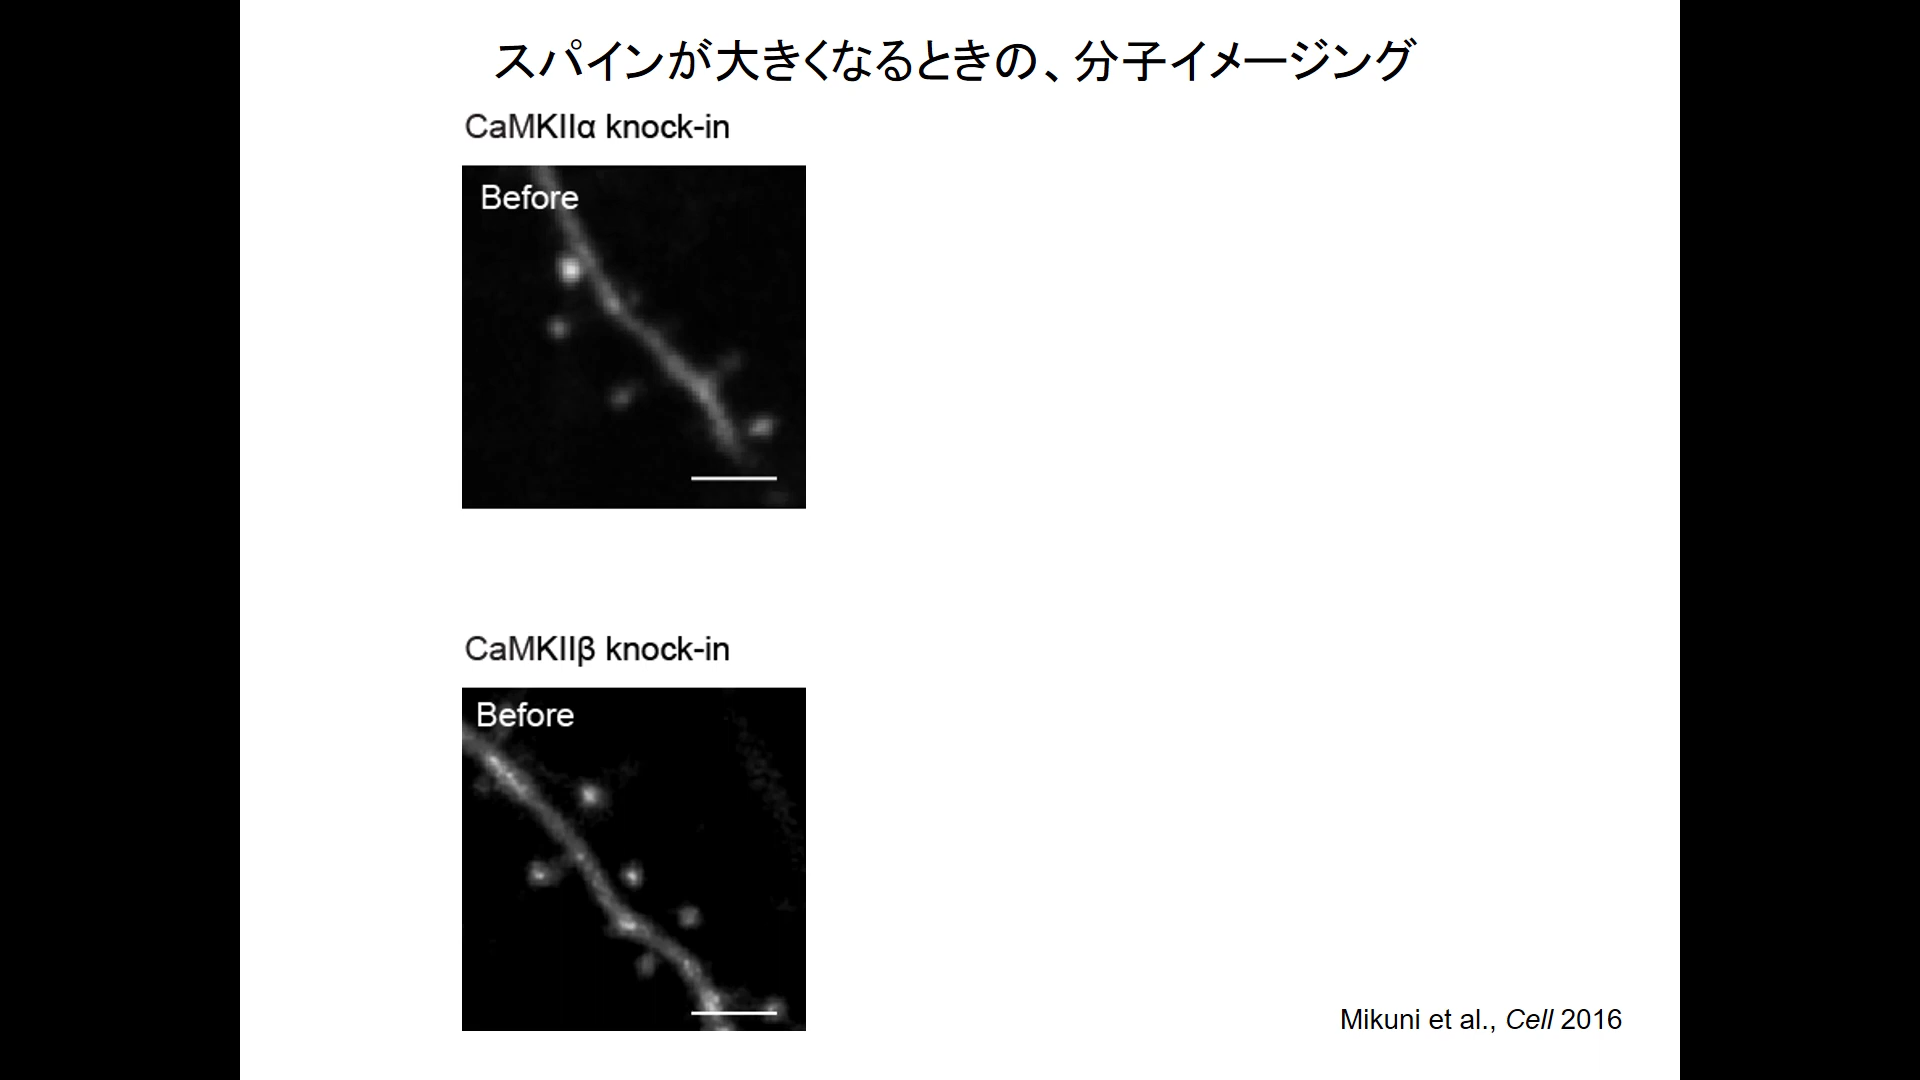 スパインが大きくなるときの、分子イメージング
CaMKIIα knock-in
Before
CaMKIIβ knock-in
Before
Mikuni et al., Cell 2016